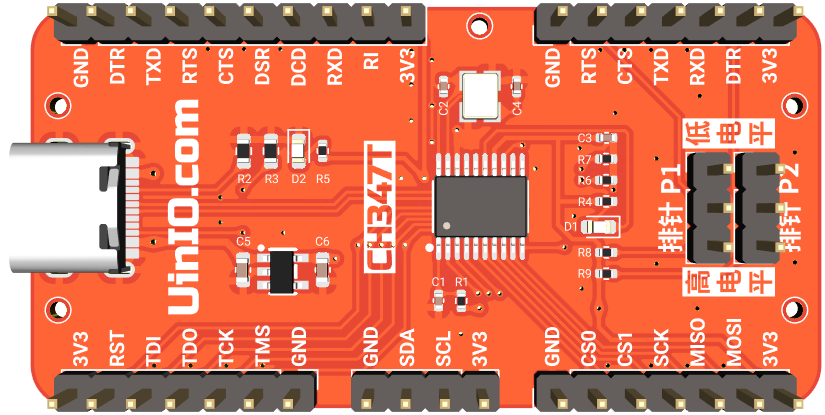 GND DTR TXD RTS CTS DSR DCD RXD RI 3V3
GND RTS CTS TXD RXD DTR 3V3
C2
C4
低电平
C3
R7
R6
R4
D1
R8
R9
排针 P1
排针 P2
高电平
UinIO.com
R2
R3
D2
R5
CH347T
C5
C6
C1
R1
3V3 RST TDI TDO TCK TMS GND
GND SDA SCL 3V3
GND CS0 CS1 SCK MISO MOSI 3V3